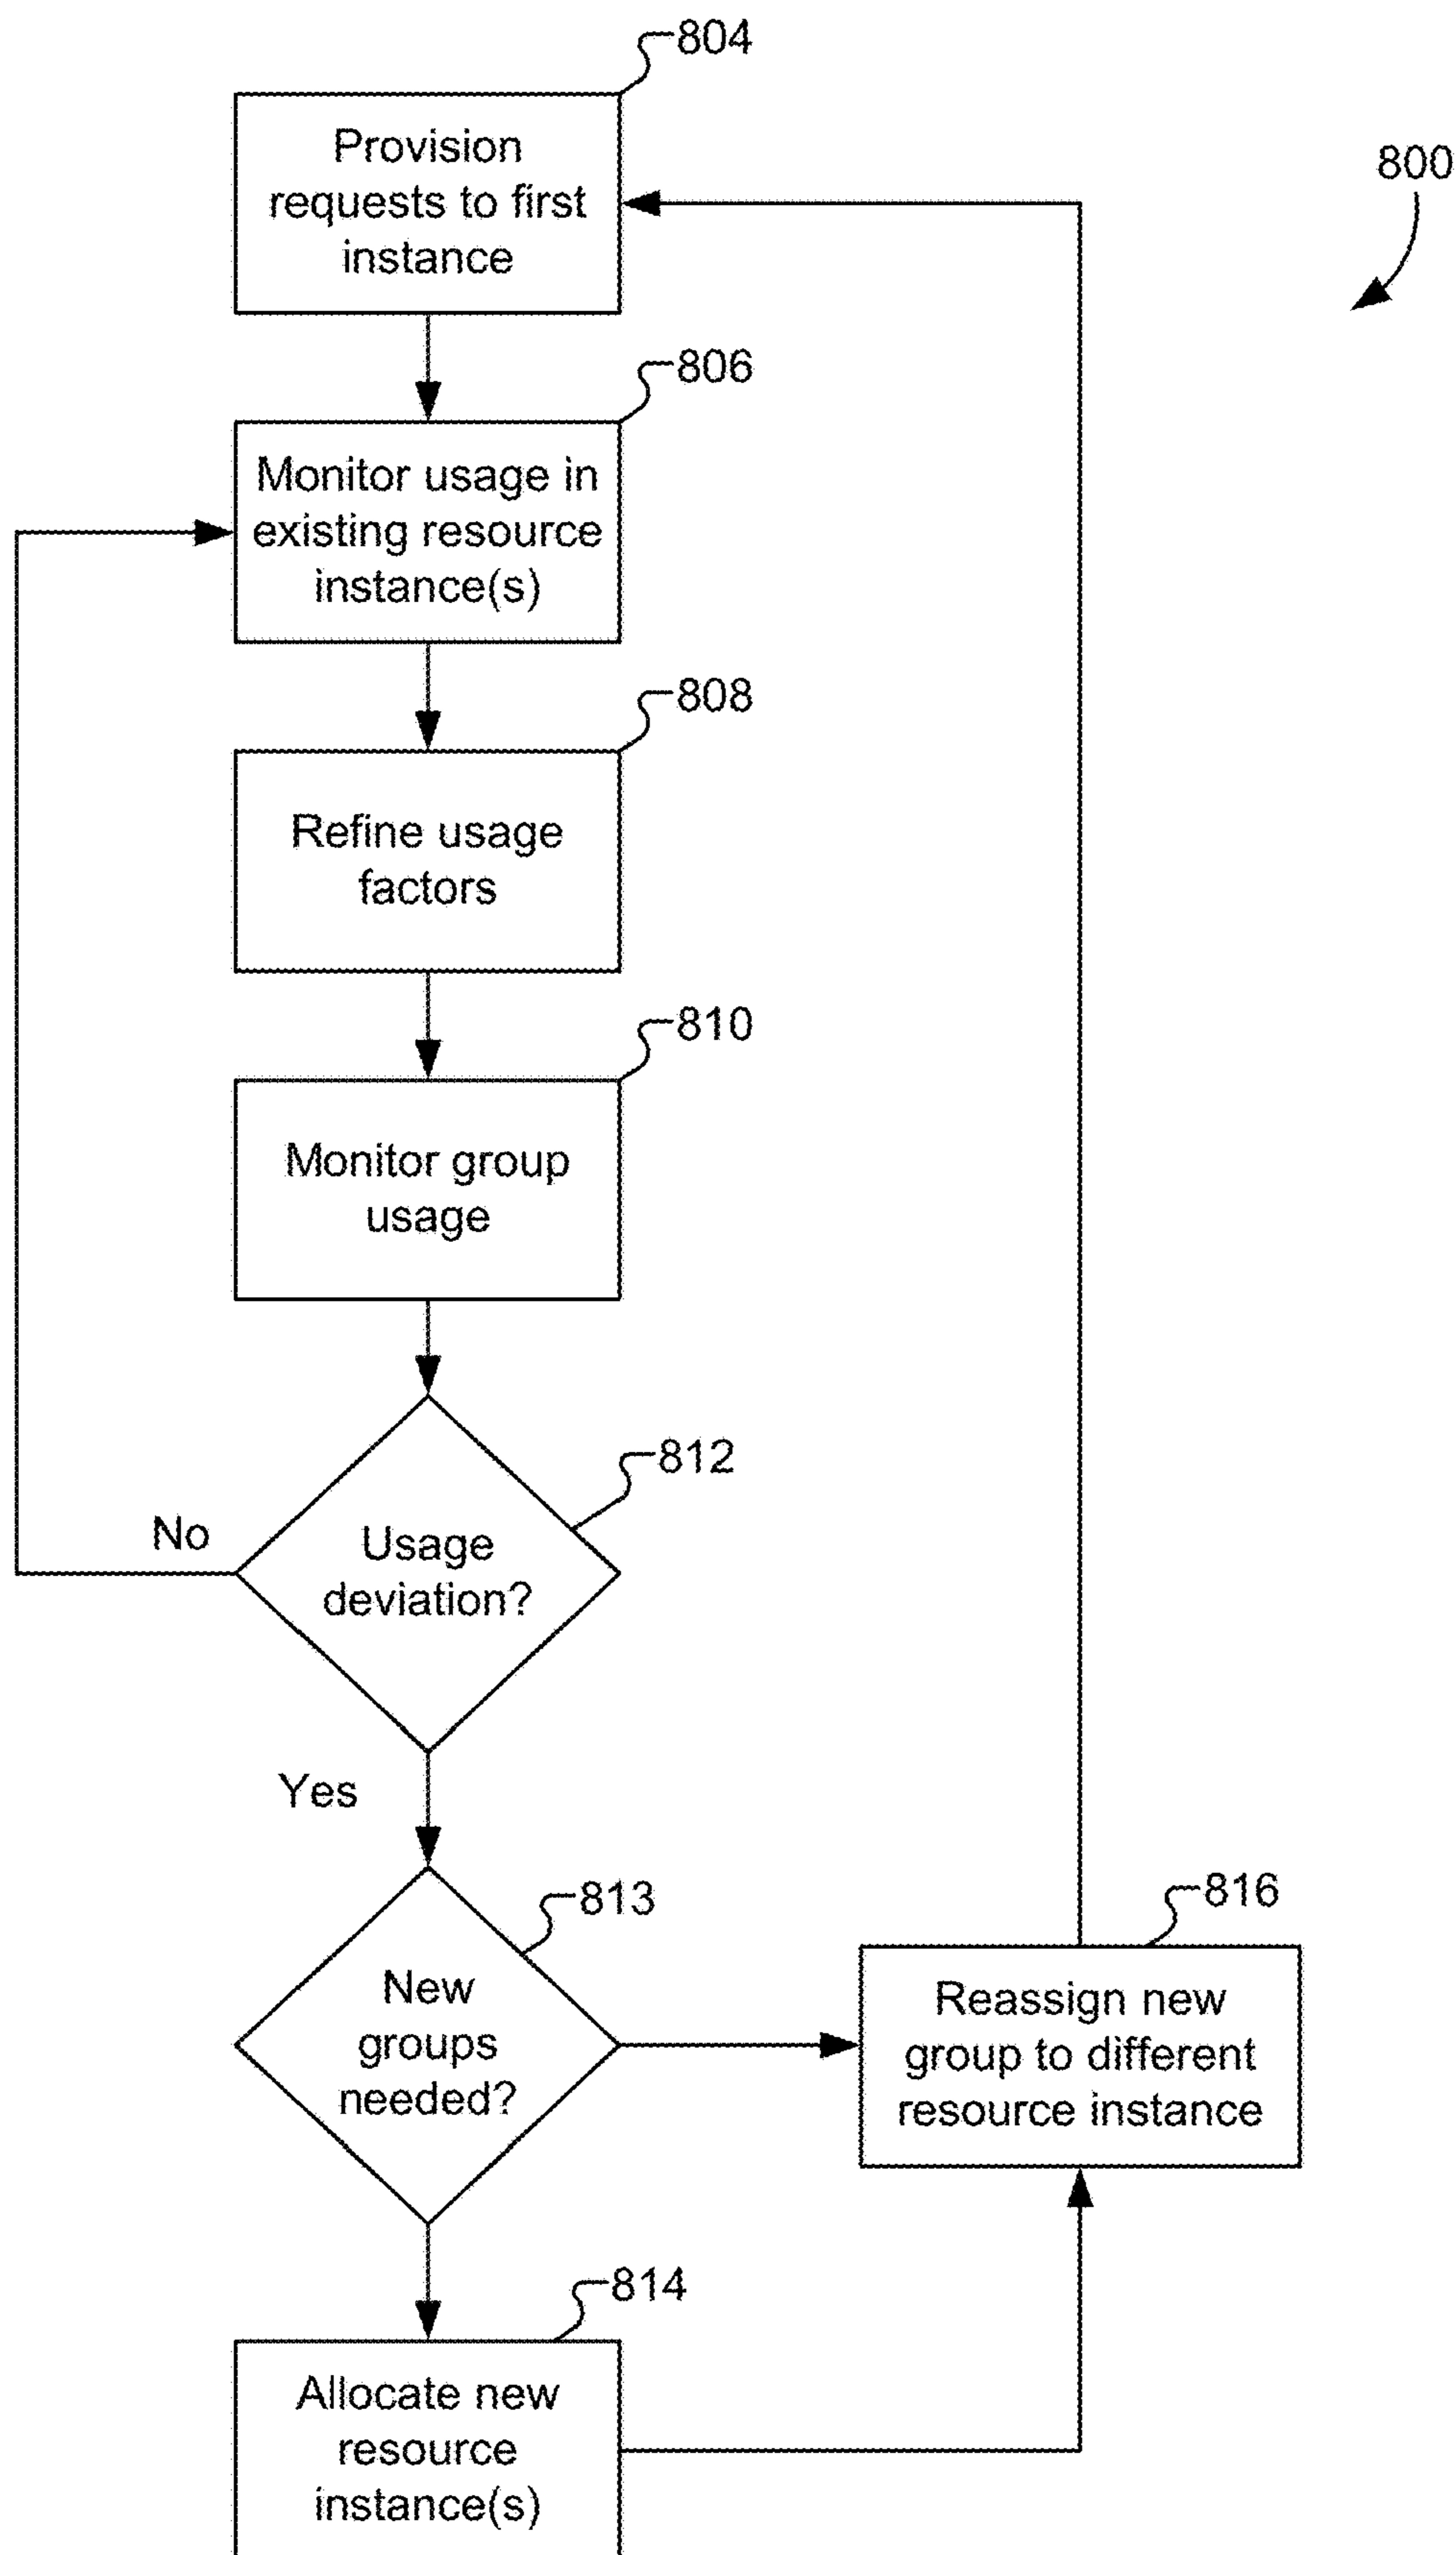 804
Provision
requests to first
instance
800
806
Monitor usage in
existing resource
instance(s)
808
Refine usage
factors
810
Monitor group
usage
812
Usage
deviation?
No
Yes
813
New
groups
needed?
816
Reassign new
group to different
resource instance
814
Allocate new
resource
instance(s)